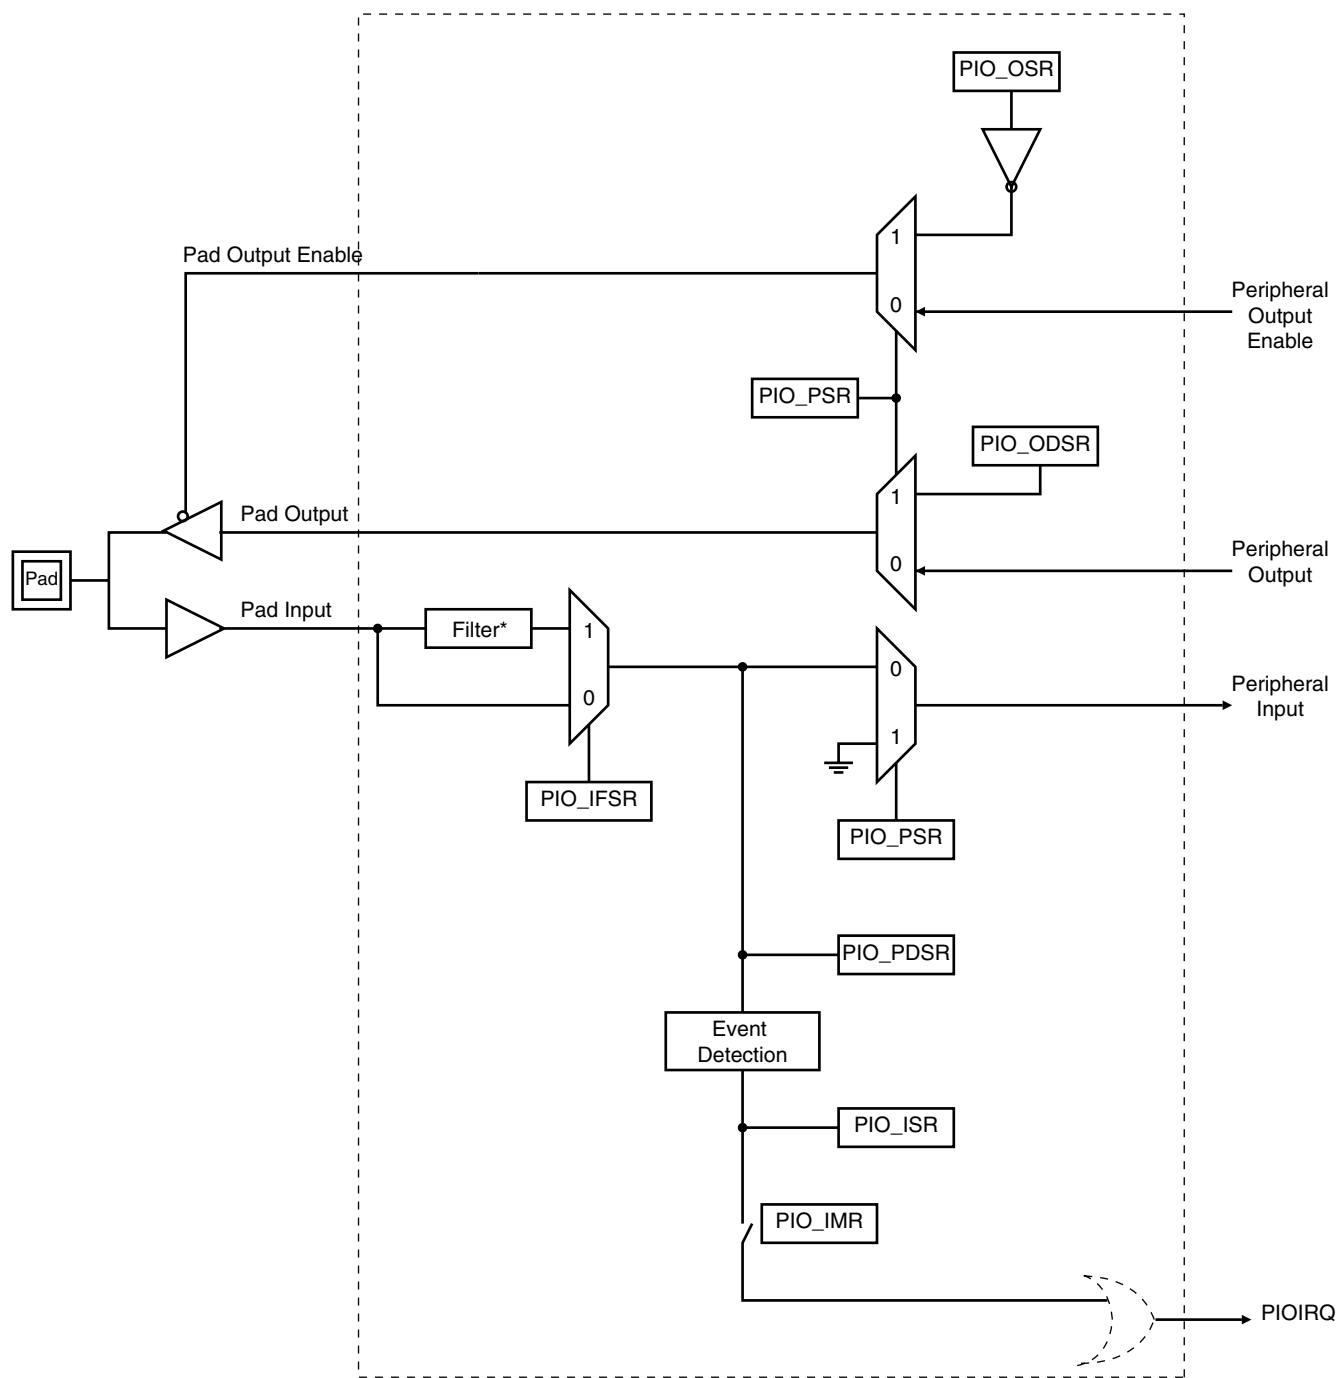 PIO_OSR
1
Pad Output Enable
0
Peripheral
Output
Enable
PIO_PSR
PIO_ODSR
1
Pad Output
0
Peripheral
Output
Pad
Pad Input
Filter*
1
0
0
1
Peripheral
Input
PIO_IFSR
PIO_PSR
PIO_PDSR
Event
Detection
PIO_ISR
PIO_IMR
PIOIRQ